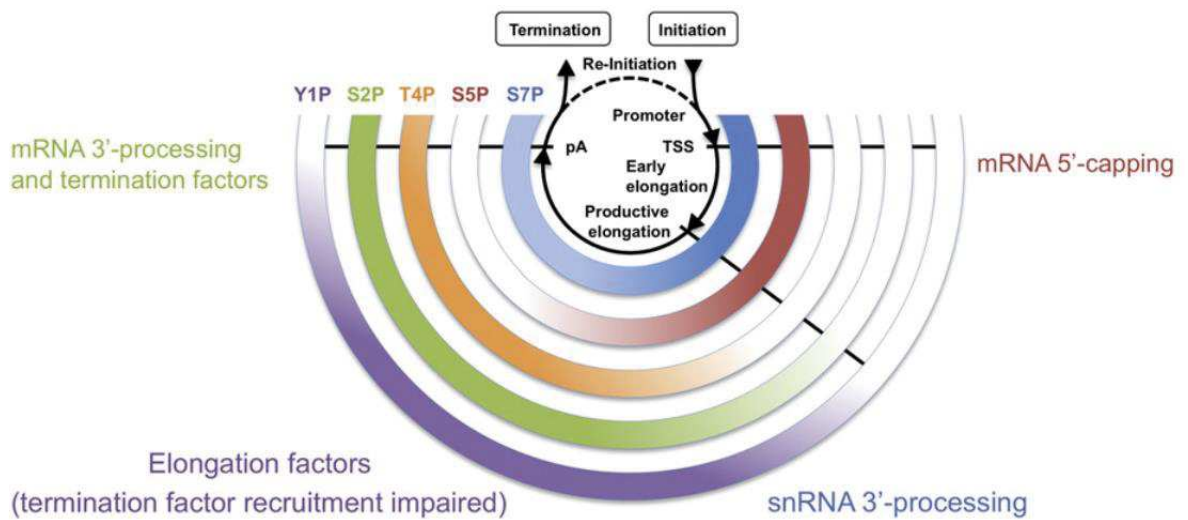 Termination
Initiation
Re-Initiation
Y1P S2P T4P S5P S7P
Promoter
pA
TSS
Early
elongation
Productive
elongation
mRNA 3'-processing
and termination factors
mRNA 5'-capping
Elongation factors
(termination factor recruitment impaired)
snRNA 3'-processing